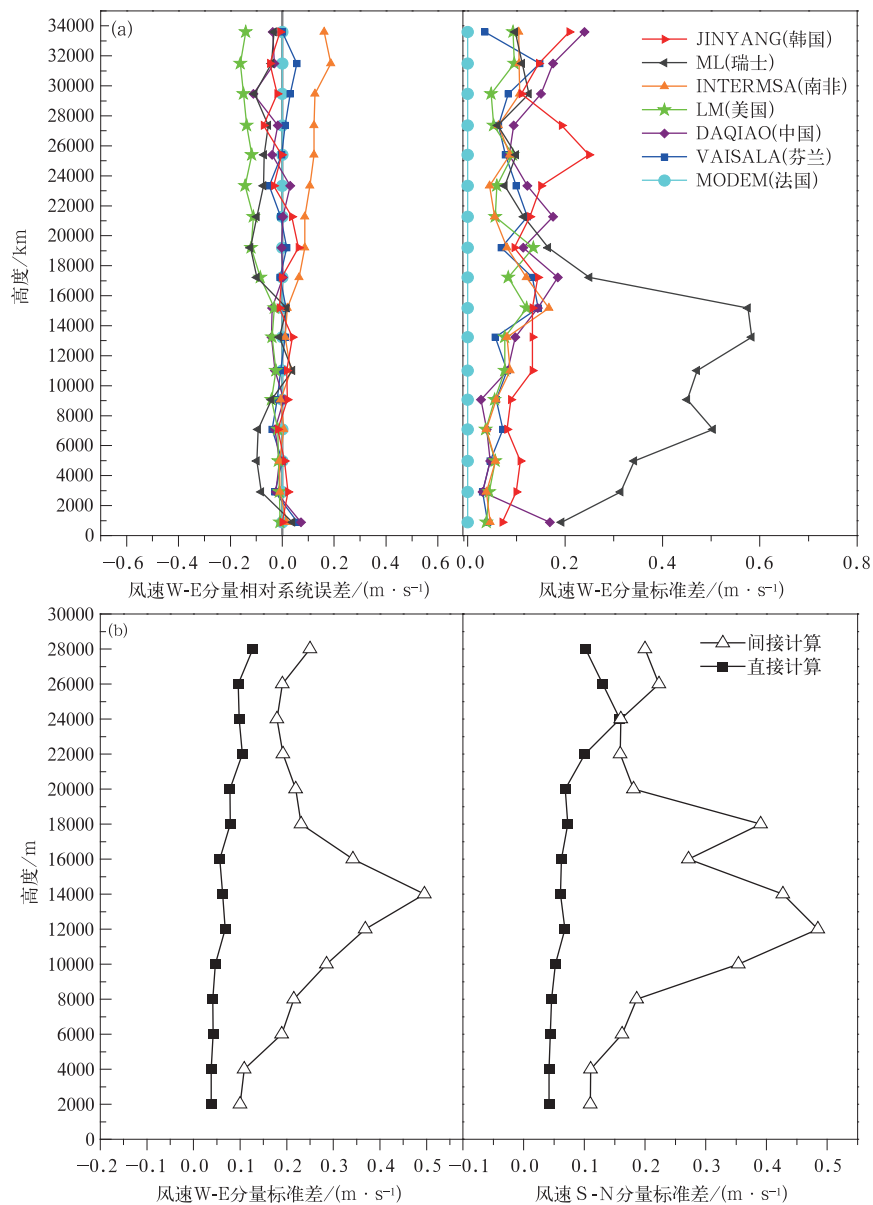 (a)
34000
32000
30000
28000
26000
24000
22000
20000
18000
16000
14000
12000
10000
8000
6000
4000
2000
0
高度/km
JINYANG(韩国)
ML(瑞士)
INTERMSA(南非)
LM(美国)
DAQIAO(中国)
VAISALA(芬兰)
MODEM(法国)
−0.6 −0.4 −0.2 0.0 0.2 0.4 0.6
0.0 0.2 0.4 0.6 0.8
风速W-E分量相对系统误差/(m · s⁻¹)
风速W-E分量标准差/(m · s⁻¹)
(b)
30000
28000
26000
24000
22000
20000
18000
16000
14000
12000
10000
8000
6000
4000
2000
0
高度/m
间接计算
直接计算
−0.2 −0.1 0.0 0.1 0.2 0.3 0.4 0.5
−0.1 0.0 0.1 0.2 0.3 0.4 0.5
风速W-E分量标准差/(m · s⁻¹)
风速 S-N分量标准差/(m · s⁻¹)